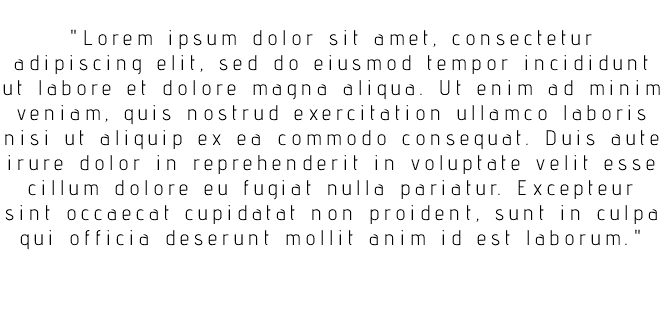 "Lorem ipsum dolor sit amet, consectetur
adipiscing elit, sed do eiusmod tempor incididunt
ut labore et dolore magna aliqua. Ut enim ad minim
veniam, quis nostrud exercitation ullamco laboris
nisi ut aliquip ex ea commodo consequat. Duis aute
irure dolor in reprehenderit in voluptate velit esse
cillum dolore eu fugiat nulla pariatur. Excepteur
sint occaecat cupidatat non proident, sunt in culpa
qui officia deserunt mollit anim id est laborum."